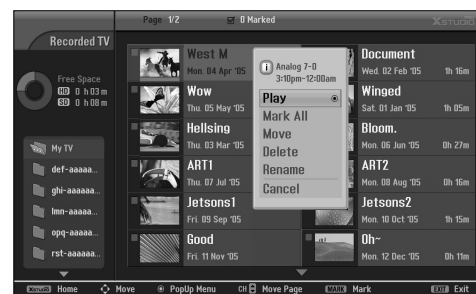 Page 1/2
0 Marked
XSTUDIO
Recorded TV
Free Space
HD 0 h 03 m
SD 0 h 08 m
My TV
def-aaaaa...
ghi-aaaaaa...
lmn-aaaaa...
opq-aaaaa...
rst-aaaaaa...
West M
Mon. 04 Apr '05
Wow
Thu. 05 May '05
Hellsing
Thu. 03 Mar '05
ART1
Thu. 07 Jul '05
Jetsons1
Fri. 09 Sep '05
Good
Fri. 11 Nov '05
Analog 7-0
3:10pm-12:00am
Play
Mark All
Move
Delete
Rename
Cancel
Document
Wed. 02 Feb '05 1h 16m
Winged
Sat. 01 Jan '05 1h 05m
Bloom.
Mon. 06 Jun '05 0h 27m
ART2
Mon. 08 Aug '05 0h 16m
Jetsons2
Mon. 10 Oct '05 1h 15m
Oh~
Mon. 12 Dec '05 0h 11m
XSTUDIO Home Move PopUp Menu CH Move Page MARK Mark EXIT Exit